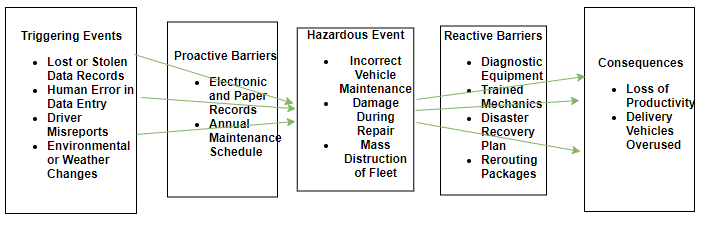 Triggering Events
Lost or Stolen
Data Records
Human Error in
Data Entry
Driver
Misreports
Environmental
or Weather
Changes
Proactive Barriers
Electronic
and Paper
Records
Annual
Maintenance
Schedule
Hazardous Event
Incorrect
Vehicle
Maintenance
Damage
During
Repair
Mass
Distruction
of Fleet
Reactive Barriers
Diagnostic
Equipment
Trained
Mechanics
Disaster
Recovery
Plan
Rerouting
Packages
Consequences
Loss of
Productivity
Delivery
Vehicles
Overused